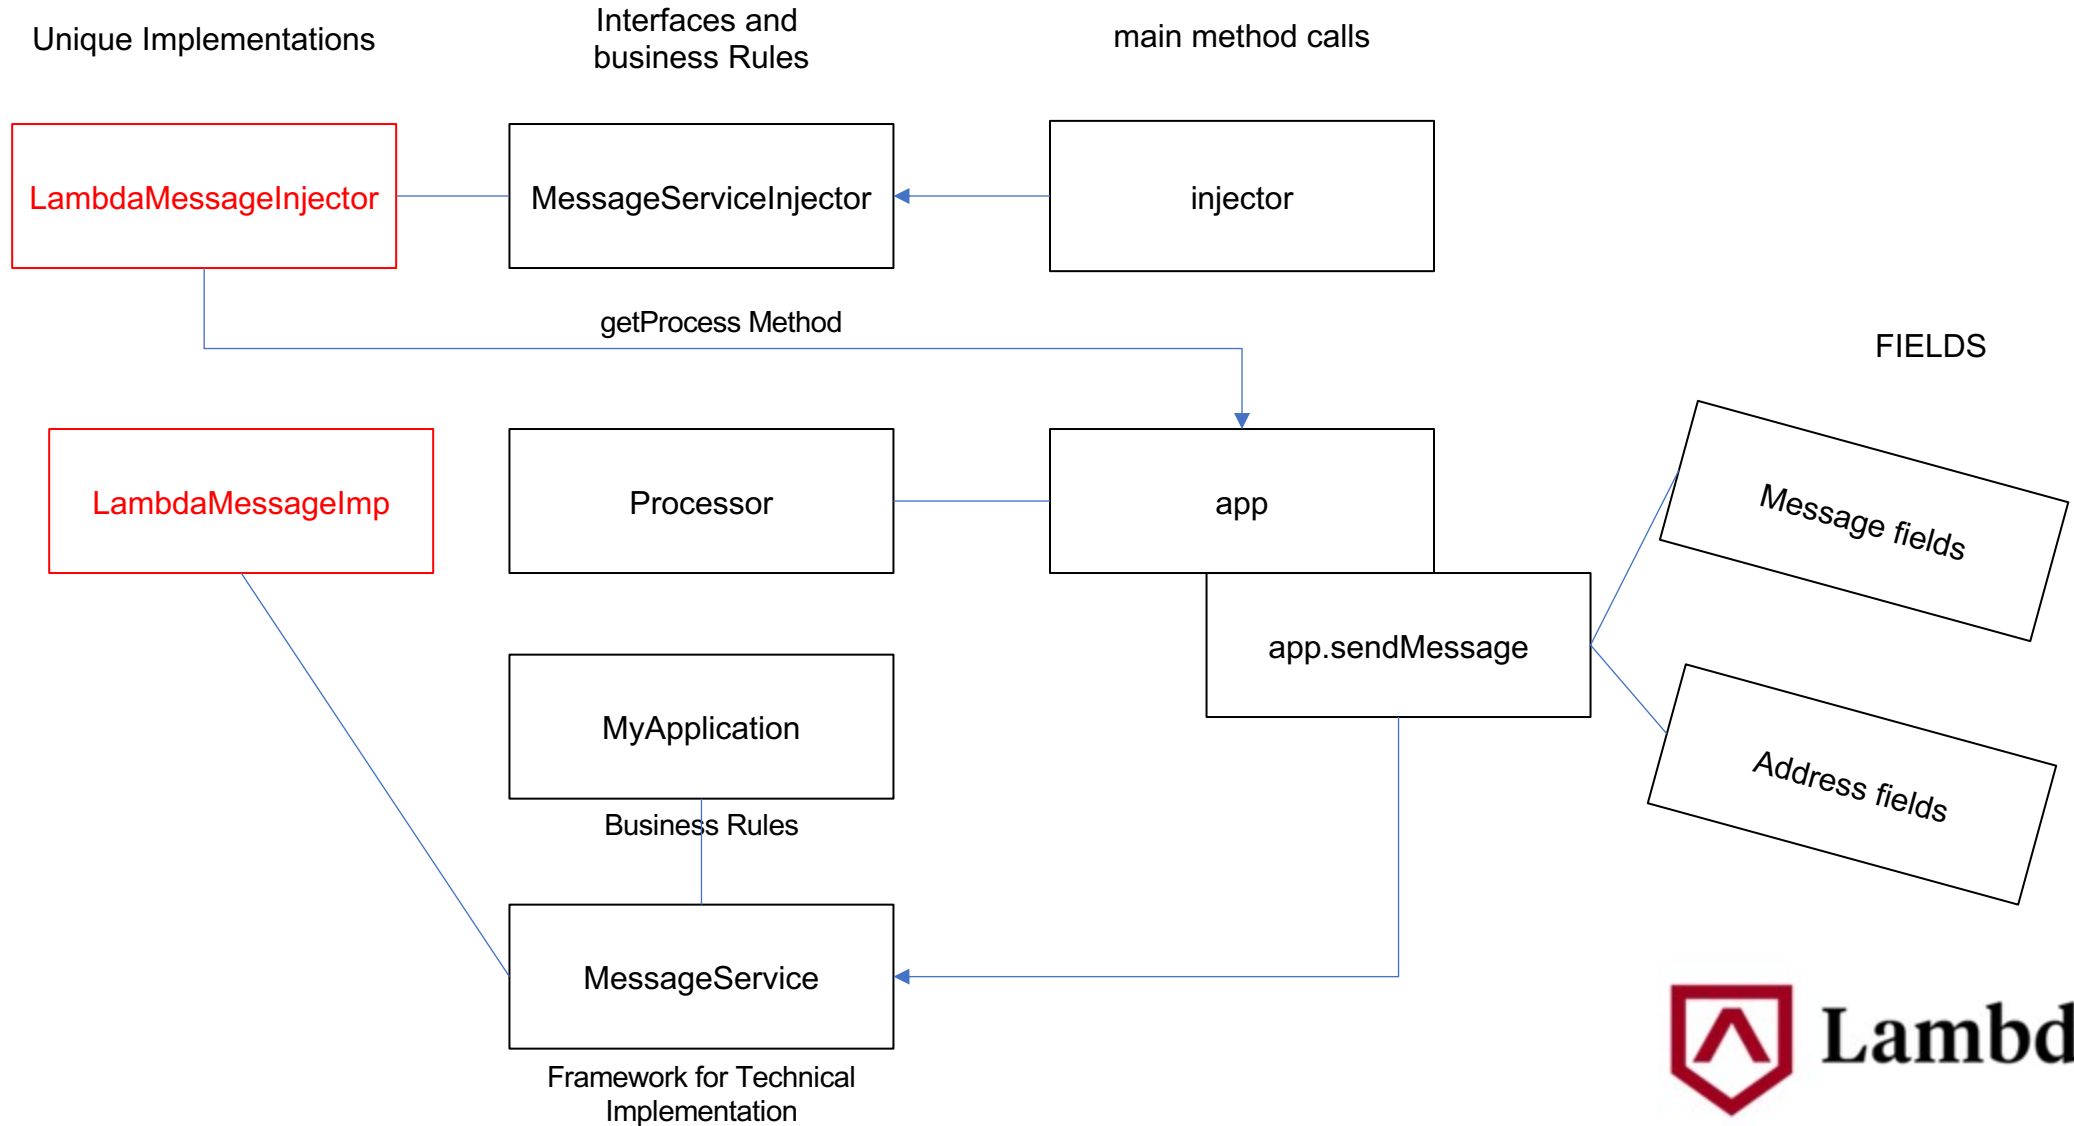 Unique Implementations
Interfaces and
business Rules
main method calls
LambdaMessageInjector
MessageServiceInjector
injector
getProcess Method
FIELDS
LambdaMessageImp
Processor
app
Message fields
app.sendMessage
MyApplication
Address fields
Business Rules
MessageService
Framework for Technical
Implementation
Lambd